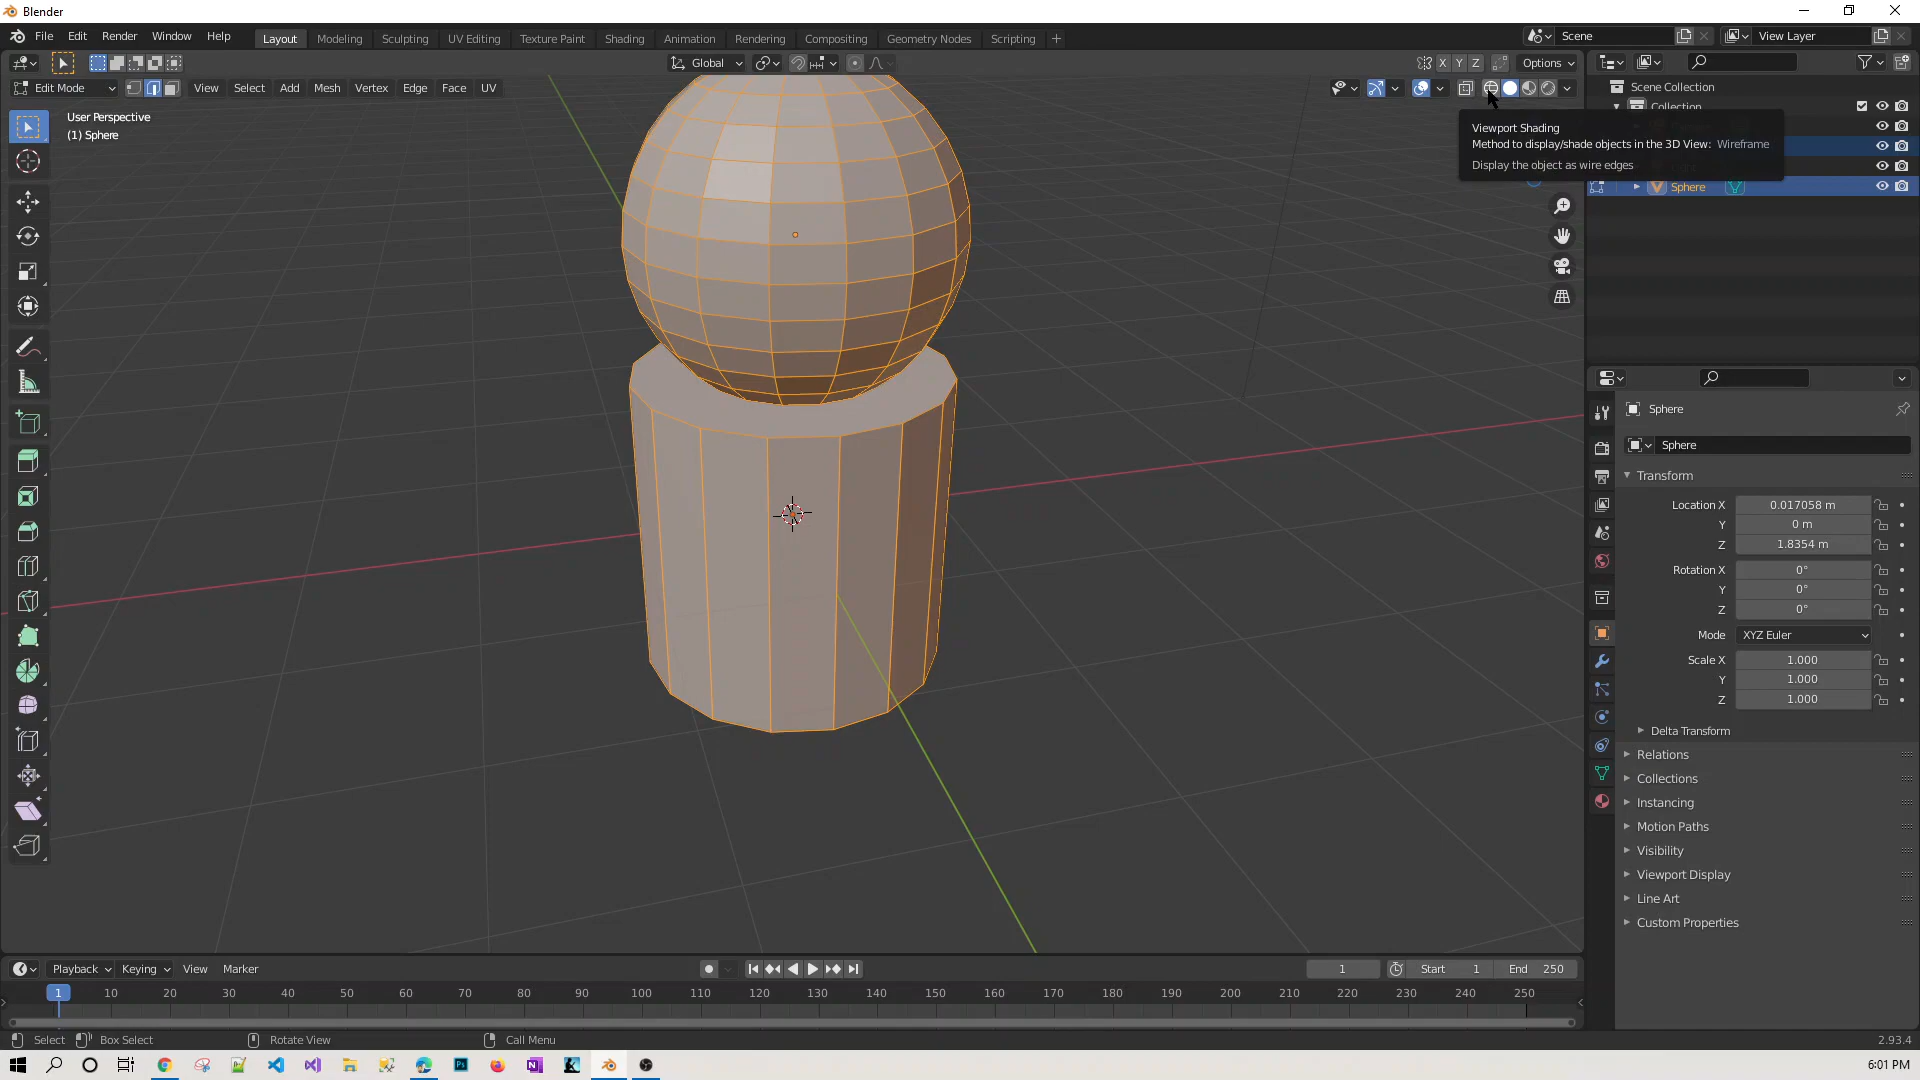 Blender
File Edit Render Window Help
Layout Modeling Sculpting UV Editing Texture Paint Shading Animation Rendering Compositing Geometry Nodes Scripting +
Scene
View Layer
Global
X Y Z
Options
Edit Mode
View Select Add Mesh Vertex Edge Face UV
User Perspective
(1) Sphere
Viewport Shading
Method to display/shade objects in the 3D View: Wireframe
Display the object as wire edges
Scene Collection
Collection
Sphere
Sphere
Sphere
Transform
Location X 0.017058 m
Y 0 m
Z 1.8354 m
Rotation X 0°
Y 0°
Z 0°
Mode XYZ Euler
Scale X 1.000
Y 1.000
Z 1.000
Delta Transform
Relations
Collections
Instancing
Motion Paths
Visibility
Viewport Display
Line Art
Custom Properties
Playback Keying View Marker
1
Start 1
End 250
1 10 20 30 40 50 60 70 80 90 100 110 120 130 140 150 160 170 180 190 200 210 220 230 240 250
Select Box Select Rotate View Call Menu
2.93.4
6:01 PM